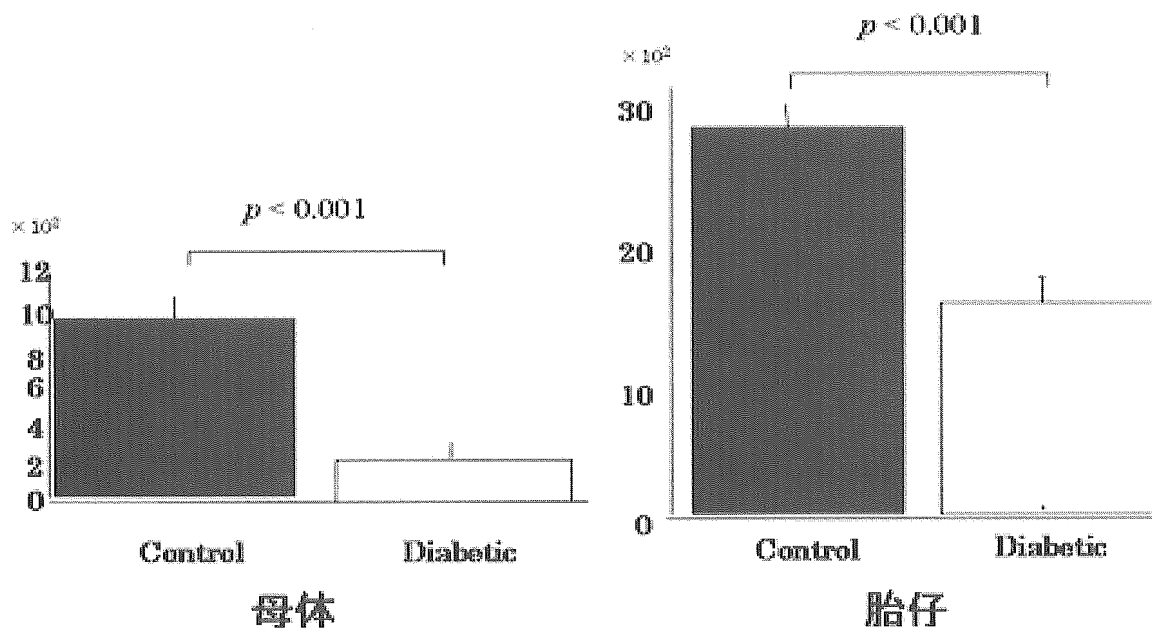 p < 0.001
× 10²
12
10
8
6
4
2
0
Control Diabetic
母体
p < 0.001
× 10²
30
20
10
0
Control Diabetic
胎仔